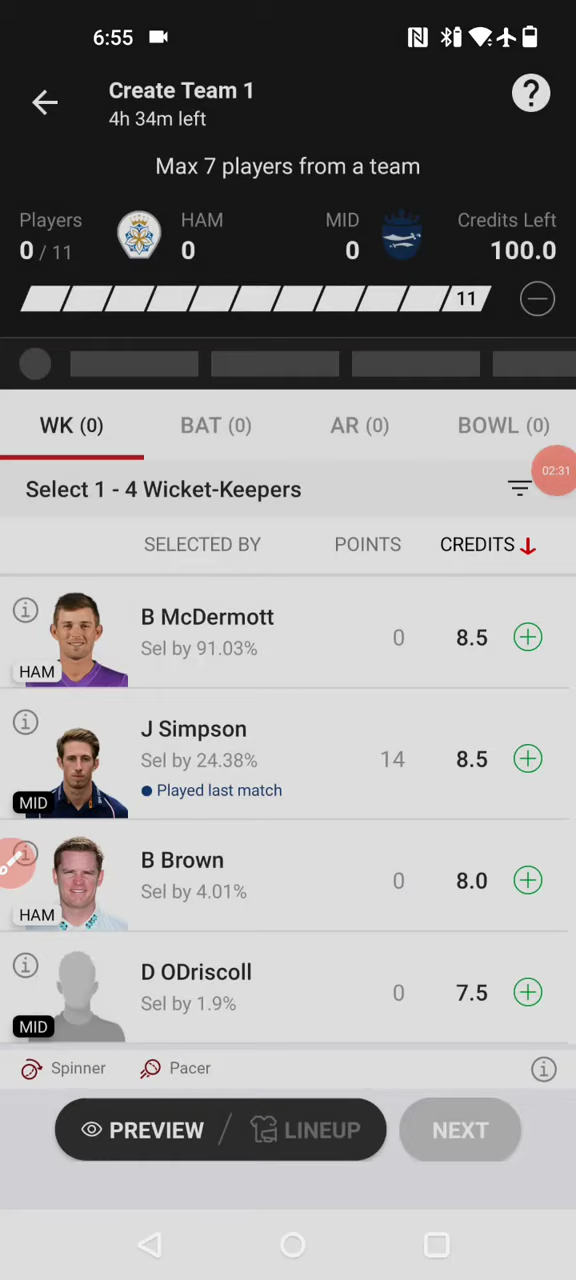 6:55
Create Team 1
4h 34m left
?
Max 7 players from a team
Players HAM MID Credits Left
0 / 11 0 0 100.0
11
WK (0) BAT (0) AR (0) BOWL (0)
02:31
Select 1 - 4 Wicket-Keepers
SELECTED BY POINTS CREDITS
B McDermott
Sel by 91.03% 0 8.5
HAM
J Simpson
Sel by 24.38% 14 8.5
Played last match
MID
B Brown
Sel by 4.01% 0 8.0
HAM
D ODriscoll
Sel by 1.9% 0 7.5
MID
Spinner Pacer
PREVIEW / LINEUP NEXT